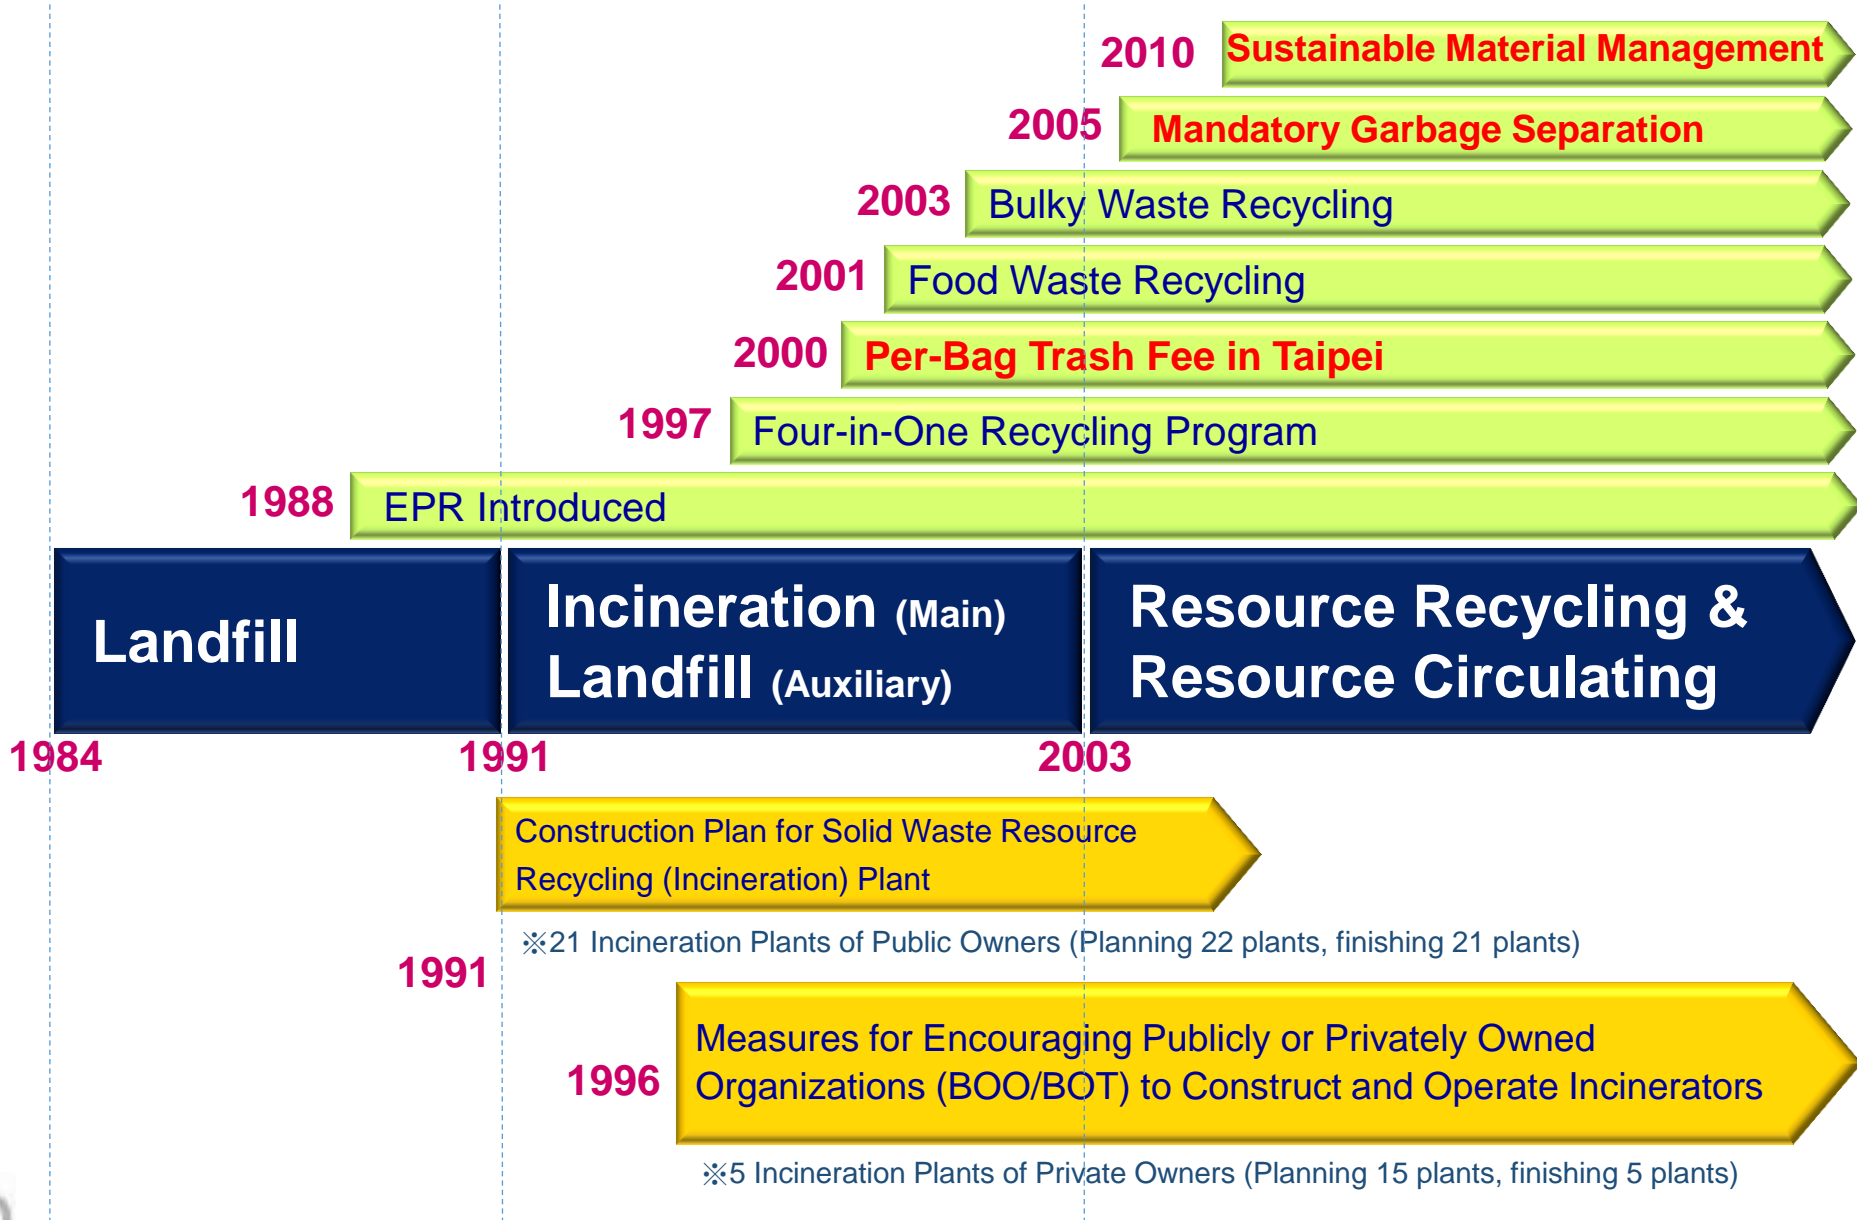 2010 Sustainable Material Management
2005 Mandatory Garbage Separation
2003 Bulky Waste Recycling
2001 Food Waste Recycling
2000 Per-Bag Trash Fee in Taipei
1997 Four-in-One Recycling Program
1988 EPR Introduced
Landfill
Incineration (Main)
Landfill (Auxiliary)
Resource Recycling &
Resource Circulating
1984 1991 2003
Construction Plan for Solid Waste Resource
Recycling (Incineration) Plant
※21 Incineration Plants of Public Owners (Planning 22 plants, finishing 21 plants)
1991
1996
Measures for Encouraging Publicly or Privately Owned
Organizations (BOO/BOT) to Construct and Operate Incinerators
※5 Incineration Plants of Private Owners (Planning 15 plants, finishing 5 plants)